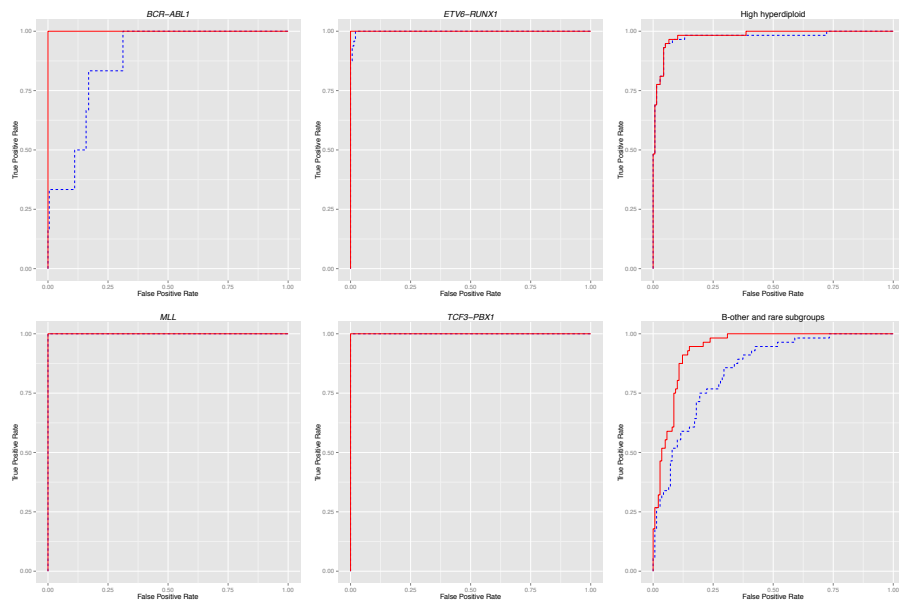 BCR−ABL1
ETV6−RUNX1
High hyperdiploid
1.00
0.75
0.50
0.25
0.00
True Positive Rate
0.00 0.25 0.50 0.75 1.00
False Positive Rate
1.00
0.75
0.50
0.25
0.00
True Positive Rate
0.00 0.25 0.50 0.75 1.00
False Positive Rate
1.00
0.75
0.50
0.25
0.00
True Positive Rate
0.00 0.25 0.50 0.75 1.00
False Positive Rate
MLL
TCF3−PBX1
B-other and rare subgroups
1.00
0.75
0.50
0.25
0.00
True Positive Rate
0.00 0.25 0.50 0.75 1.00
False Positive Rate
1.00
0.75
0.50
0.25
0.00
True Positive Rate
0.00 0.25 0.50 0.75 1.00
False Positive Rate
1.00
0.75
0.50
0.25
0.00
True Positive Rate
0.00 0.25 0.50 0.75 1.00
False Positive Rate